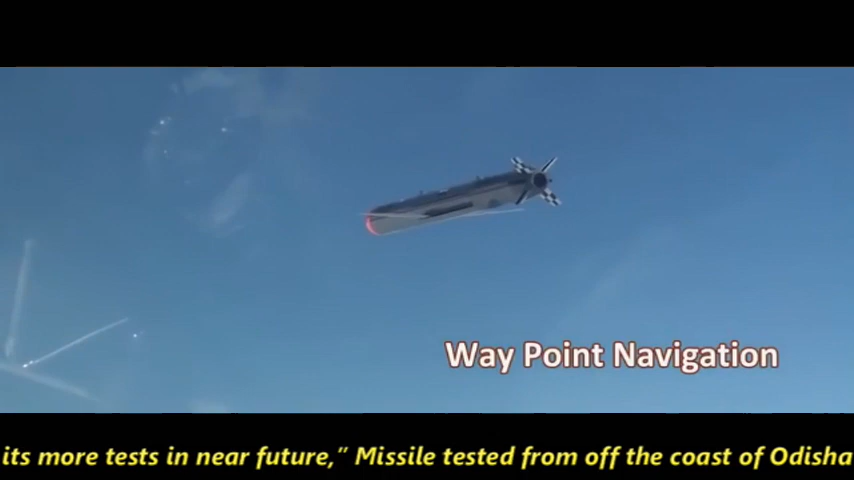 Way Point Navigation
its more tests in near future,” Missile tested from off the coast of Odisha